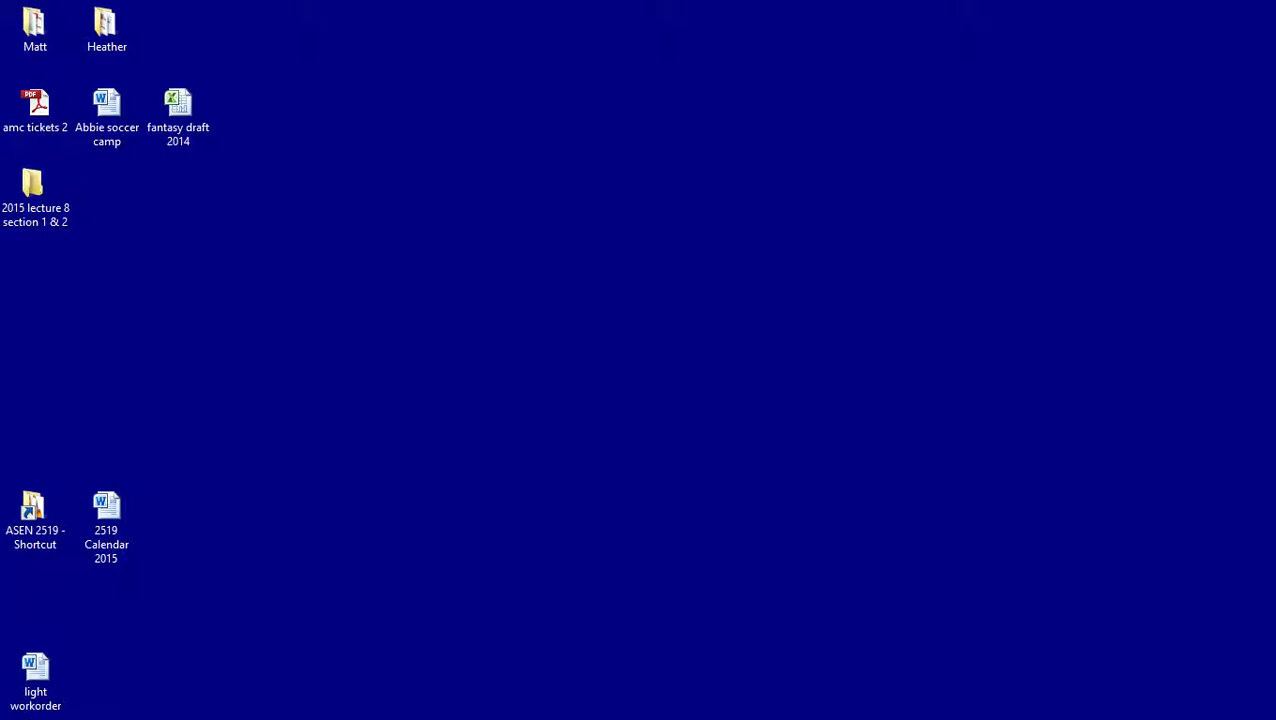 Matt
Heather
PDF
amc tickets 2
Abbie soccer
camp
fantasy draft
2014
2015 lecture 8
section 1 & 2
ASEN 2519 -
Shortcut
2519
Calendar
2015
light
workorder